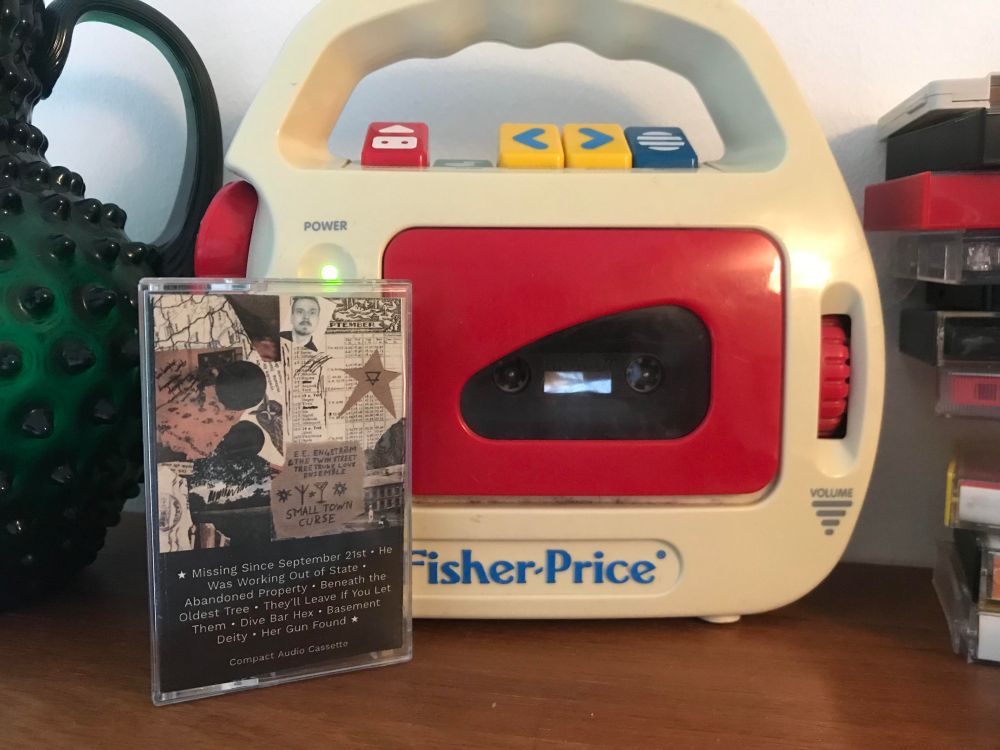 POWER
PTEMBER
E.E. ENGSTRÖM
& THE TWIN STREET
TREE TRUNK LOVE
ENSEMBLE
SMALL TOWN
CURSE
★ Missing Since September 21st • He
Was Working Out of State •
Abandoned Property • Beneath the
Oldest Tree • They'll Leave If You Let
Them • Dive Bar Hex • Basement
Deity • Her Gun Found ★
Compact Audio Cassette
VOLUME
Fisher-Price®